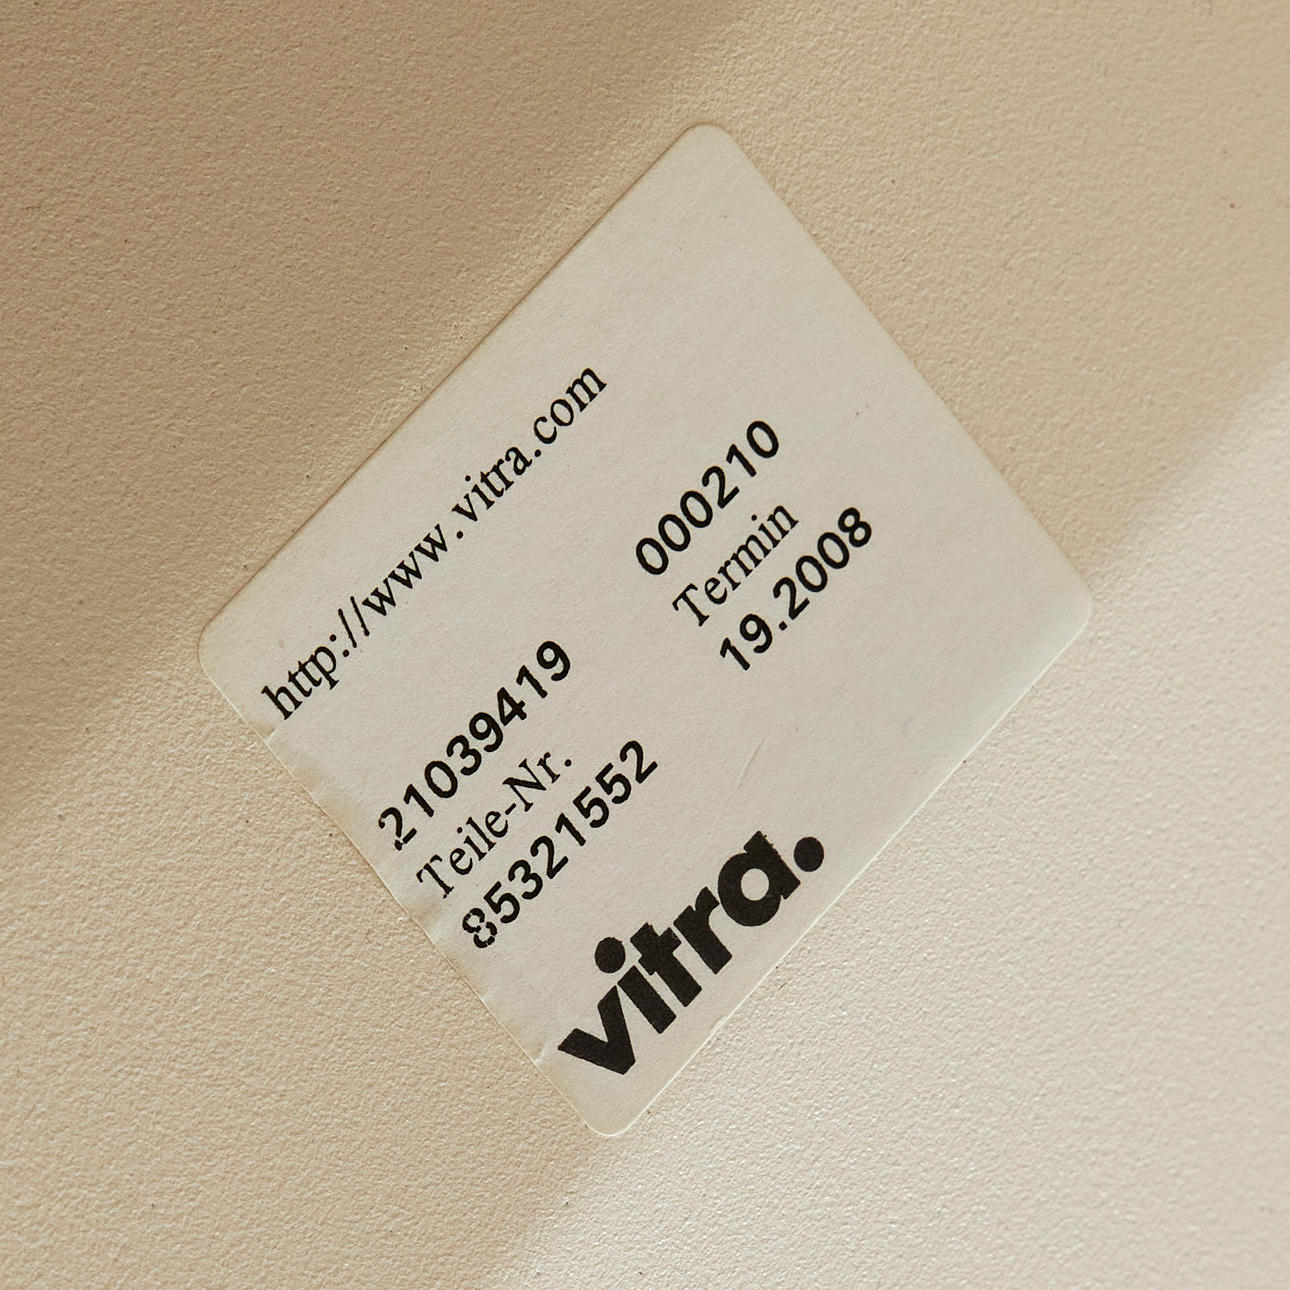 http://www.vitra.com
21039419 000210
Teile-Nr. Termin
85321552 19.2008
vitra.